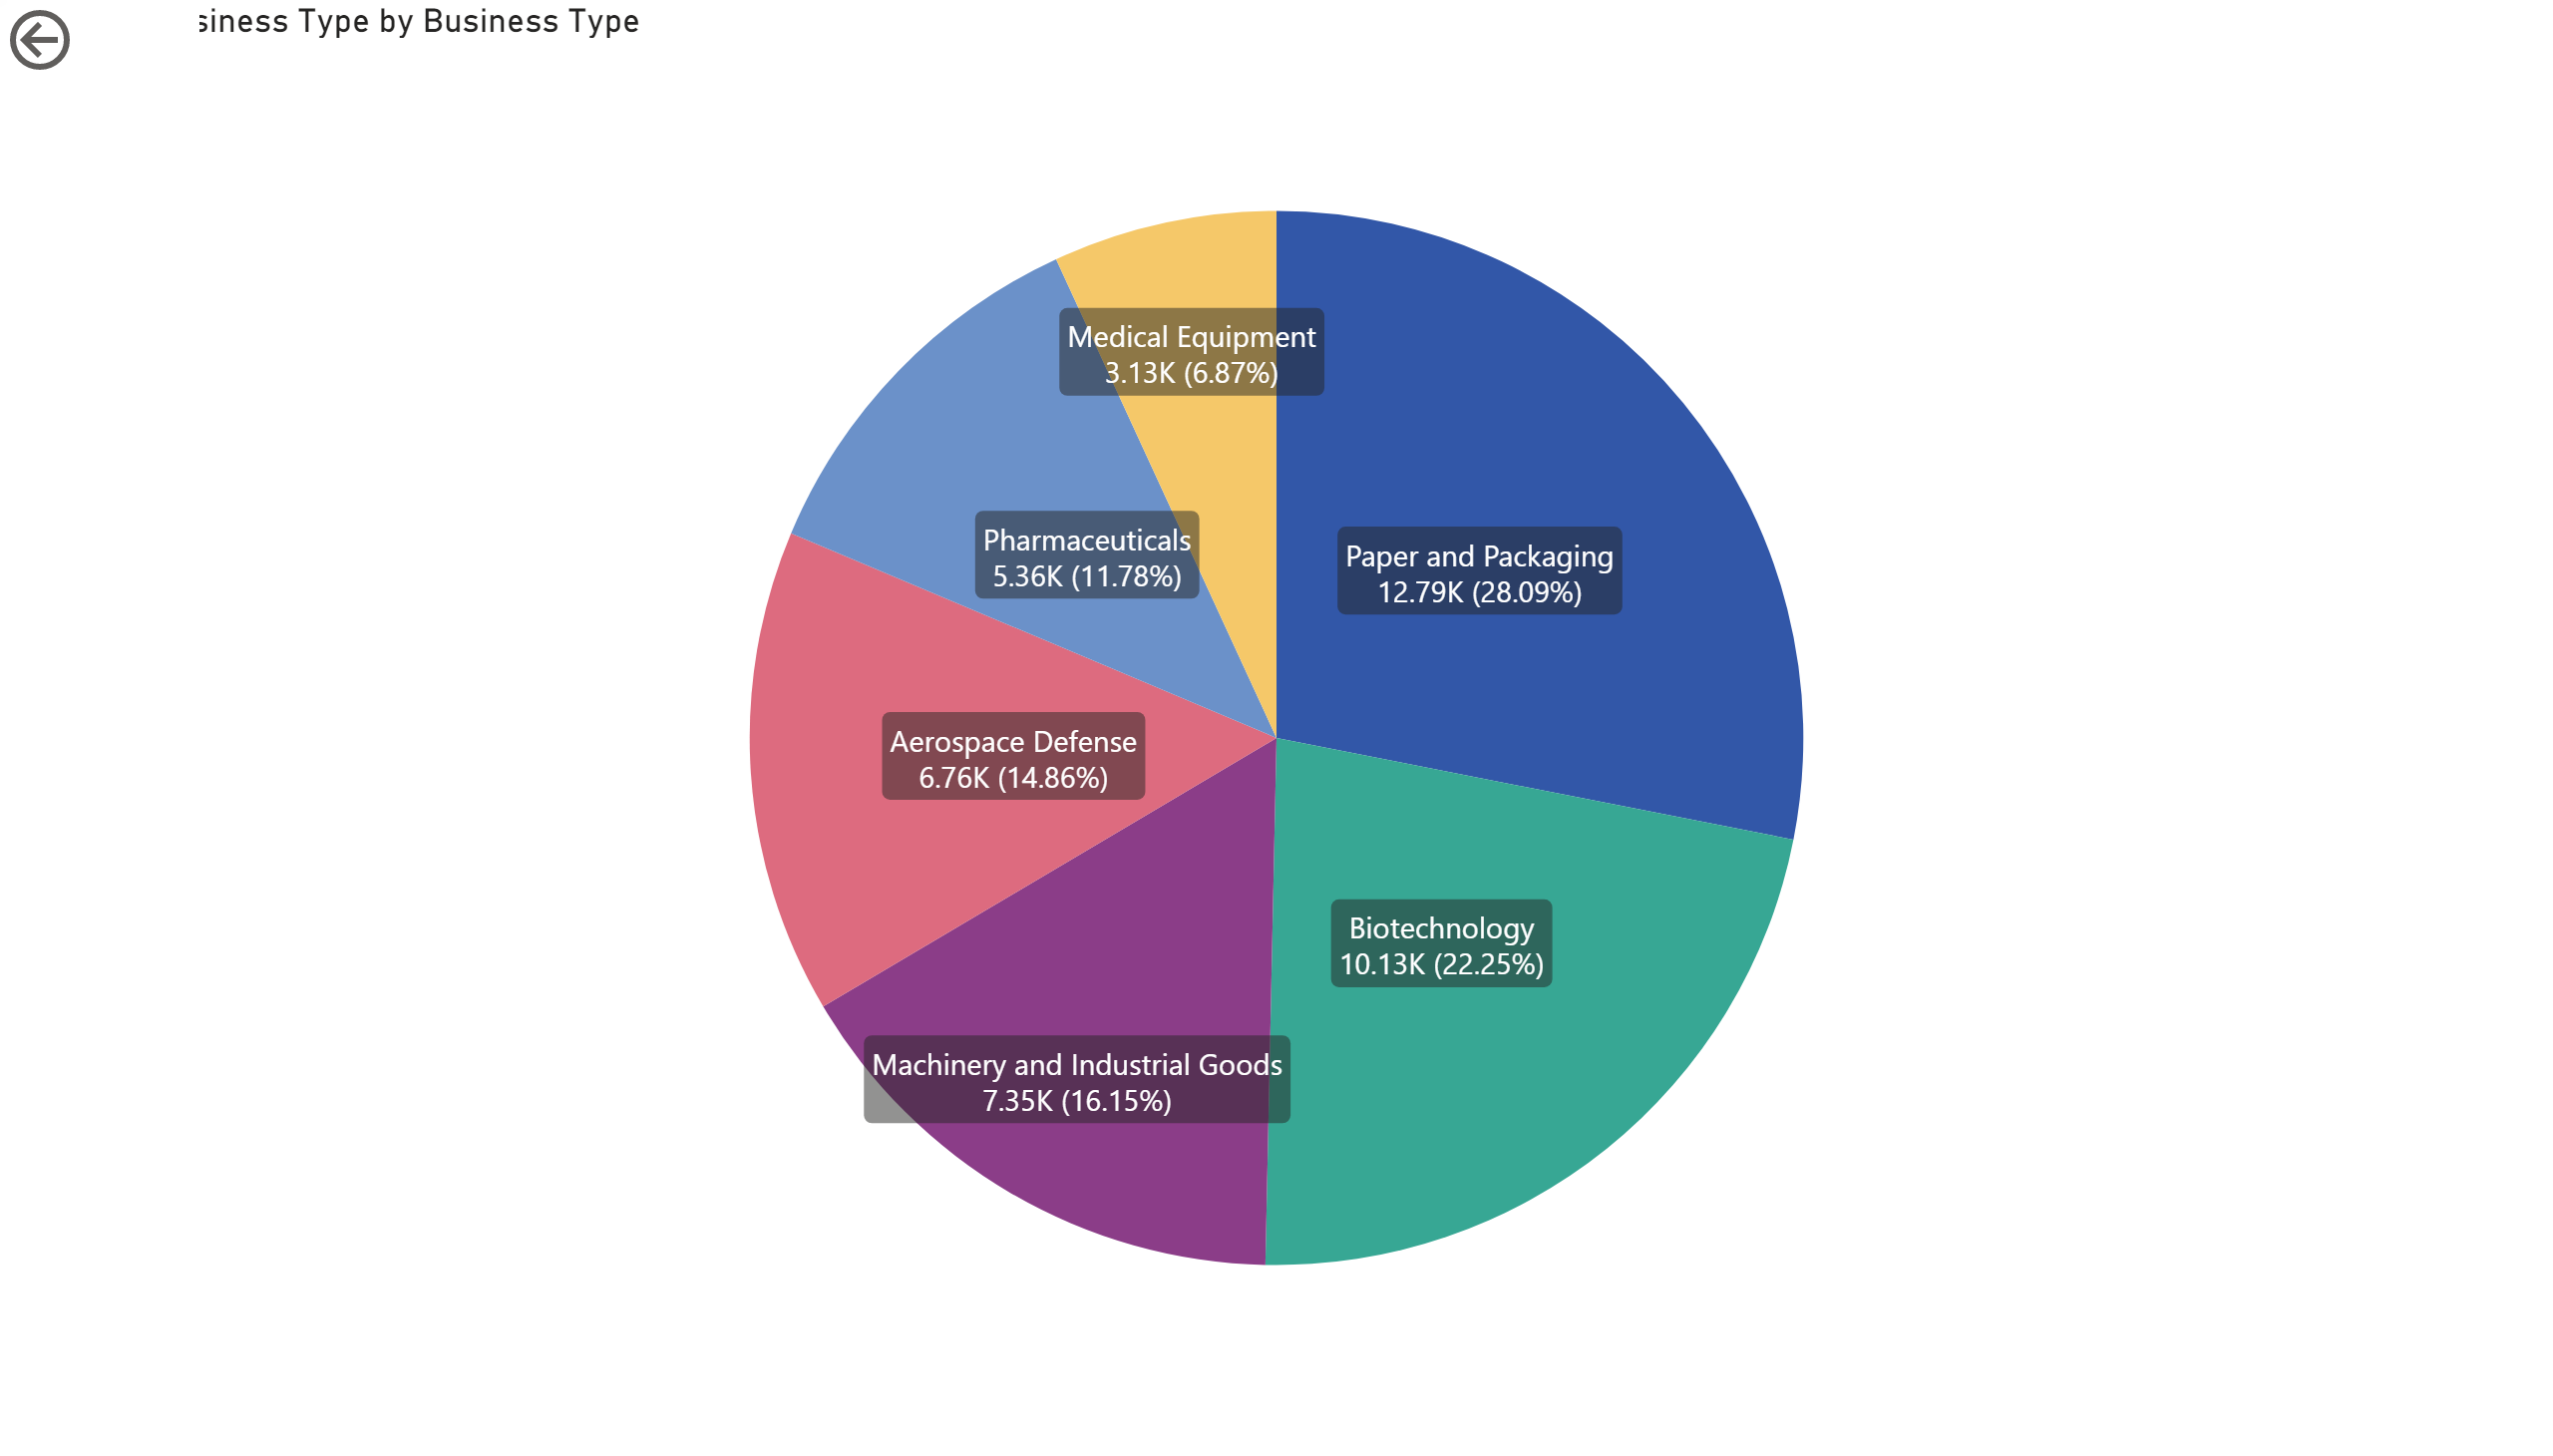 siness Type by Business Type
Medical Equipment
3.13K (6.87%)
Pharmaceuticals
5.36K (11.78%)
Paper and Packaging
12.79K (28.09%)
Aerospace Defense
6.76K (14.86%)
Biotechnology
10.13K (22.25%)
Machinery and Industrial Goods
7.35K (16.15%)